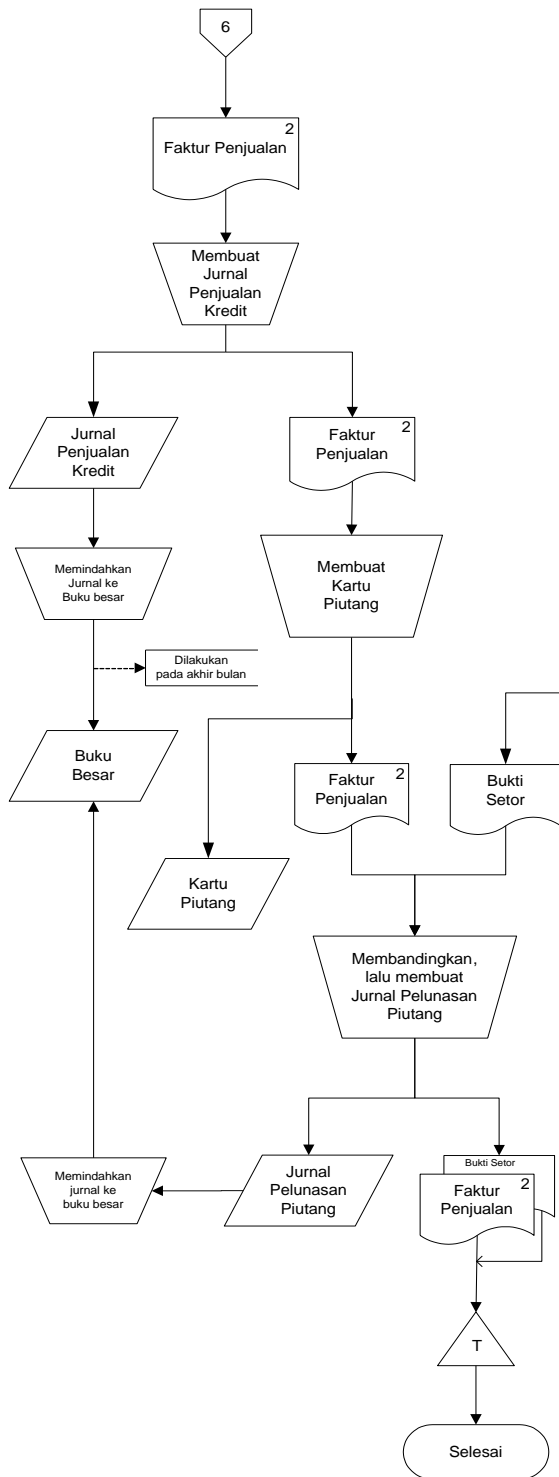 6
2
Faktur Penjualan
Membuat
Jurnal
Penjualan
Kredit
Jurnal
Penjualan
Kredit
2
Faktur
Penjualan
Memindahkan
Jurnal ke
Buku besar
Membuat
Kartu
Piutang
Dilakukan
pada akhir bulan
Buku
Besar
2
Faktur
Penjualan
Bukti
Setor
Kartu
Piutang
Membandingkan,
lalu membuat
Jurnal Pelunasan
Piutang
Memindahkan
jurnal ke
buku besar
Jurnal
Pelunasan
Piutang
Bukti Setor
2
Faktur
Penjualan
T
Selesai